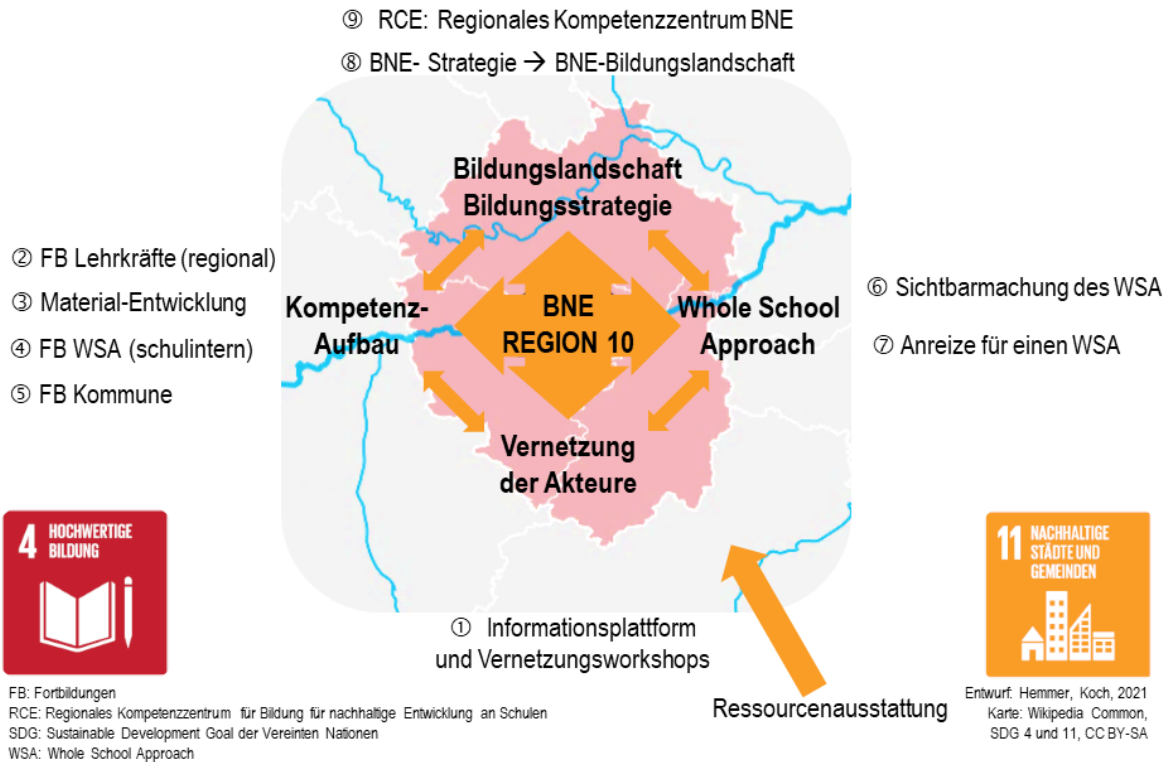 ⑨ RCE: Regionales Kompetenzzentrum BNE
⑧ BNE- Strategie → BNE-Bildungslandschaft
Bildungslandschaft
Bildungsstrategie
② FB Lehrkräfte (regional)
③ Material-Entwicklung
④ FB WSA (schulintern)
⑤ FB Kommune
Kompetenz-
Aufbau
BNE
REGION 10
Whole School
Approach
⑥ Sichtbarmachung des WSA
⑦ Anreize für einen WSA
Vernetzung
der Akteure
4 HOCHWERTIGE
BILDUNG
11 NACHHALTIGE
STÄDTE UND
GEMEINDEN
① Informationsplattform
und Vernetzungsworkshops
Ressourcenausstattung
FB: Fortbildungen
RCE: Regionales Kompetenzzentrum für Bildung für nachhaltige Entwicklung an Schulen
SDG: Sustainable Development Goal der Vereinten Nationen
WSA: Whole School Approach
Entwurf: Hemmer, Koch, 2021
Karte: Wikipedia Common,
SDG 4 und 11, CC BY-SA